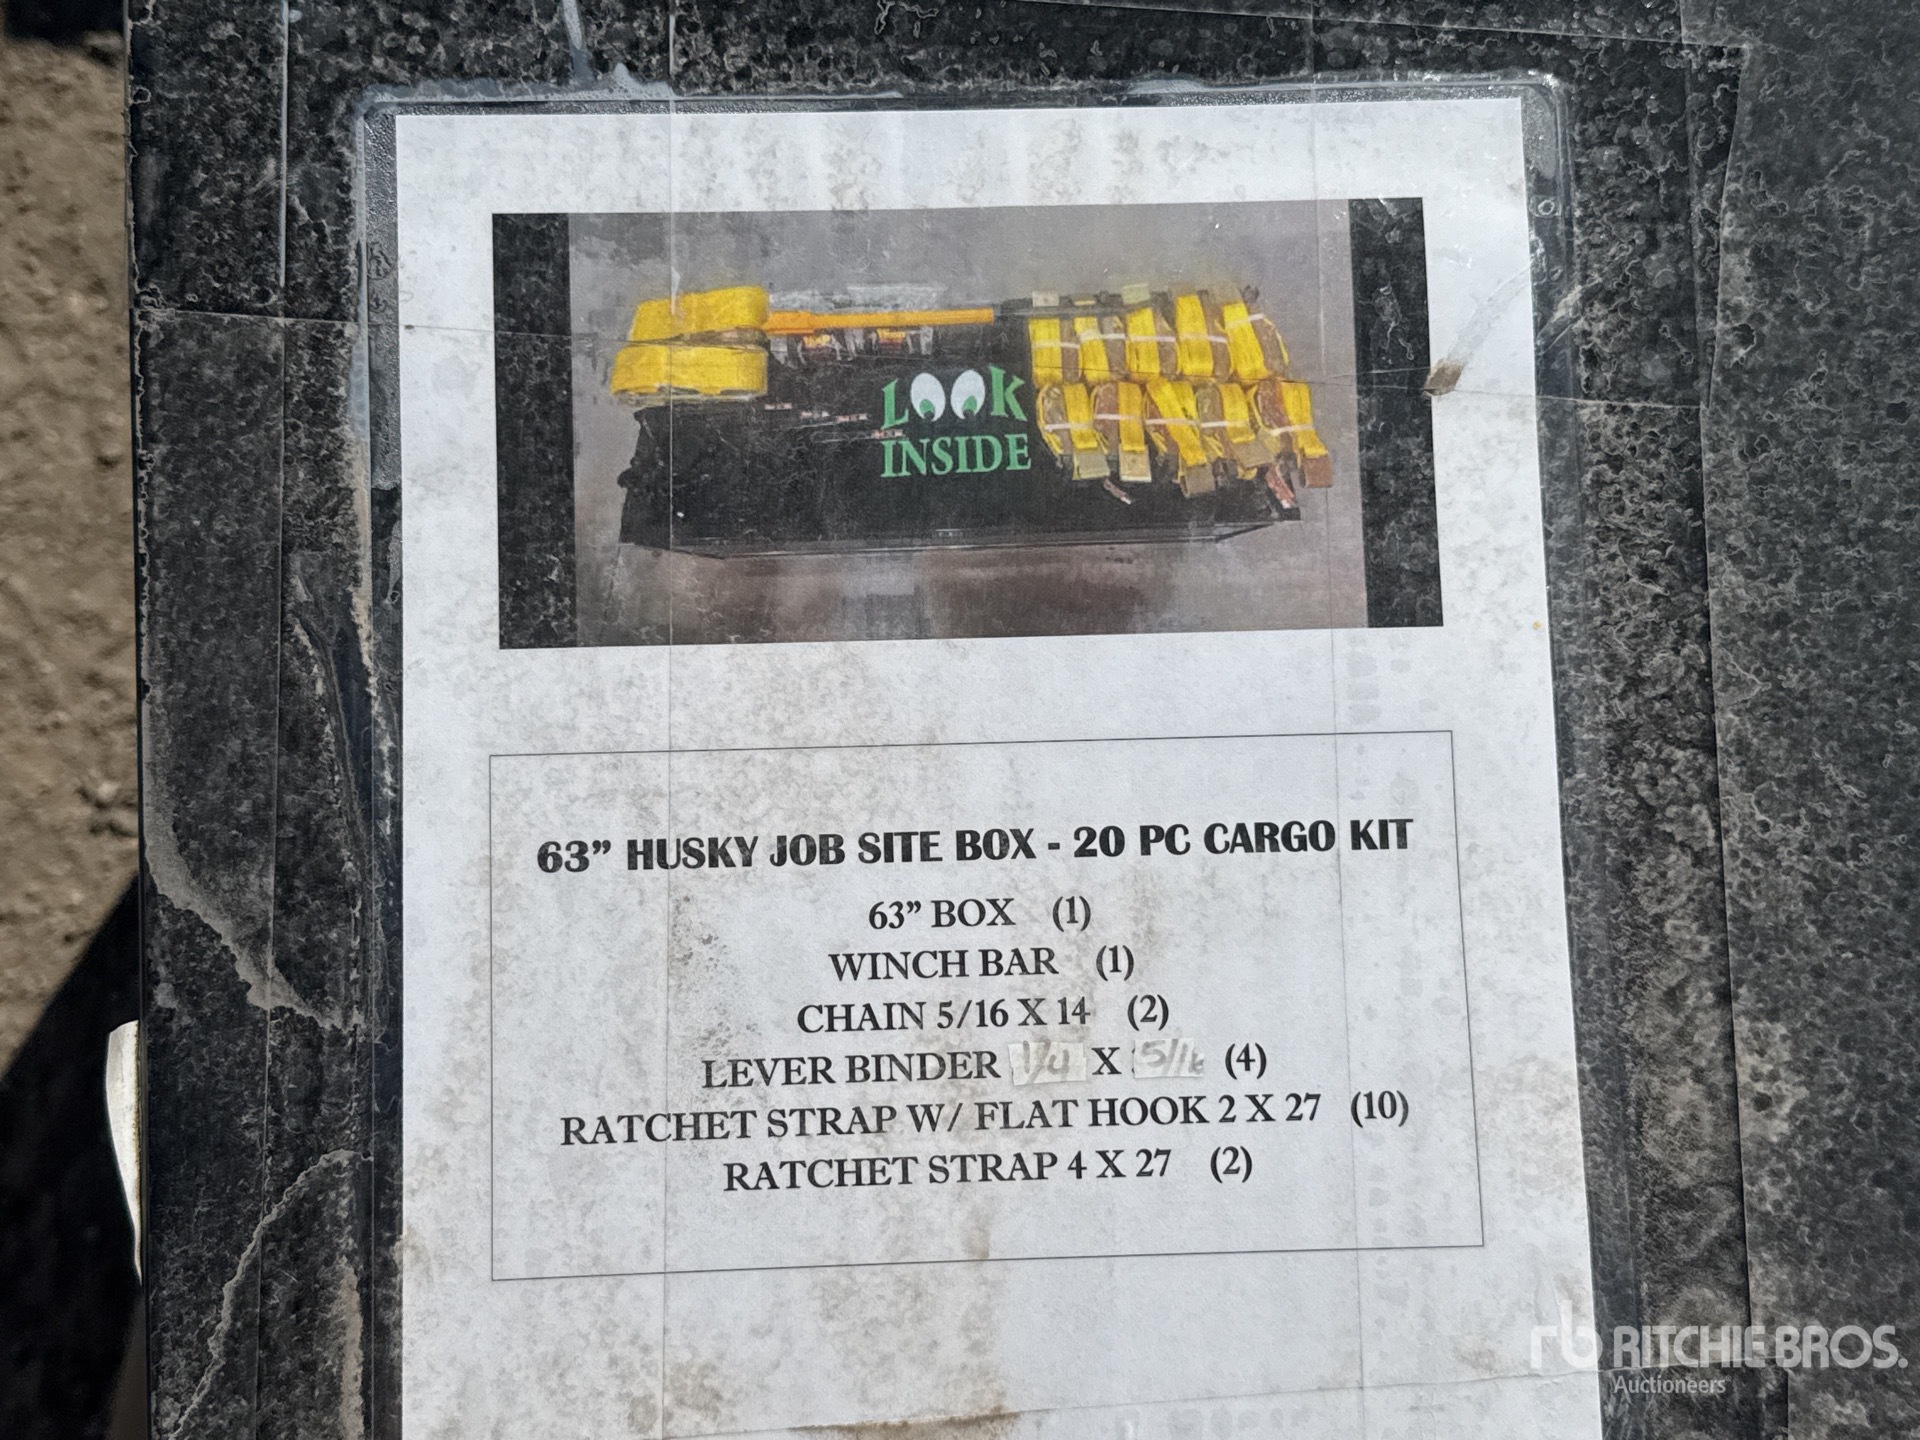 LOOK
INSIDE
63” HUSKY JOB SITE BOX - 20 PC CARGO KIT
63” BOX (1)
WINCH BAR (1)
CHAIN 5/16 X 14 (2)
LEVER BINDER 1/4 X 5/16 (4)
RATCHET STRAP W/ FLAT HOOK 2 X 27 (10)
RATCHET STRAP 4 X 27 (2)
rb RITCHIE BROS.
Auctioneers